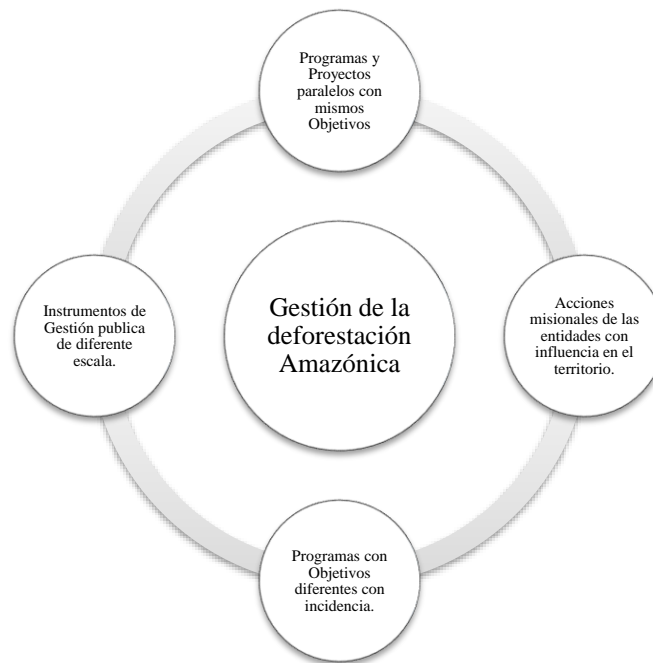 Programas y
Proyectos
paralelos con
mismos
Objetivos
Instrumentos de
Gestión publica
de diferente
escala.
Gestión de la
deforestación
Amazónica
Acciones
misionales de las
entidades con
influencia en el
territorio.
Programas con
Objetivos
diferentes con
incidencia.